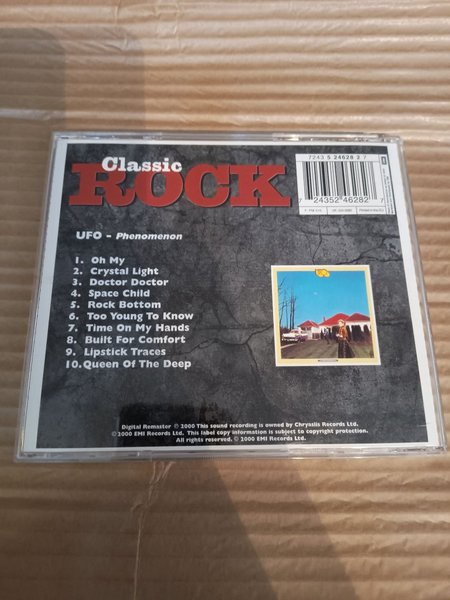 Classic
ROCK
7243 5 24628 2 7
7 24352 46282 7
UFO - Phenomenon
1. Oh My
2. Crystal Light
3. Doctor Doctor
4. Space Child
5. Rock Bottom
6. Too Young To Know
7. Time On My Hands
8. Built For Comfort
9. Lipstick Traces
10. Queen Of The Deep
Digital Remaster ℗ 2000 This sound recording is owned by Chrysalis Records Ltd.
© 2000 EMI Records Ltd. This label copy information is subject to copyright protection.
All rights reserved. © 2000 EMI Records Ltd.